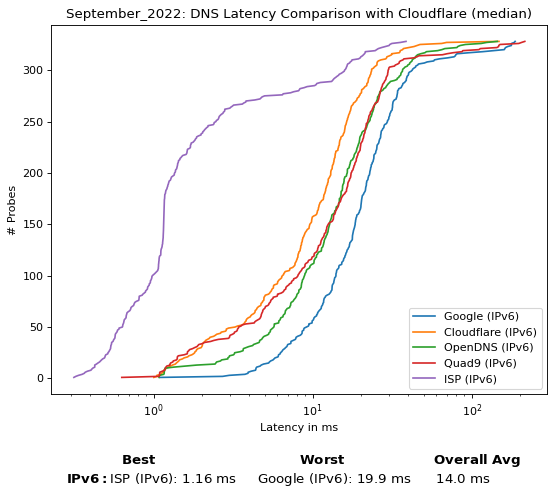 September_2022: DNS Latency Comparison with Cloudflare (median)
# Probes
300
250
200
150
100
50
0
Google (IPv6)
Cloudflare (IPv6)
OpenDNS (IPv6)
Quad9 (IPv6)
ISP (IPv6)
10⁰ 10¹ 10²
Latency in ms
Best Worst Overall Avg
IPv6: ISP (IPv6): 1.16 ms Google (IPv6): 19.9 ms 14.0 ms